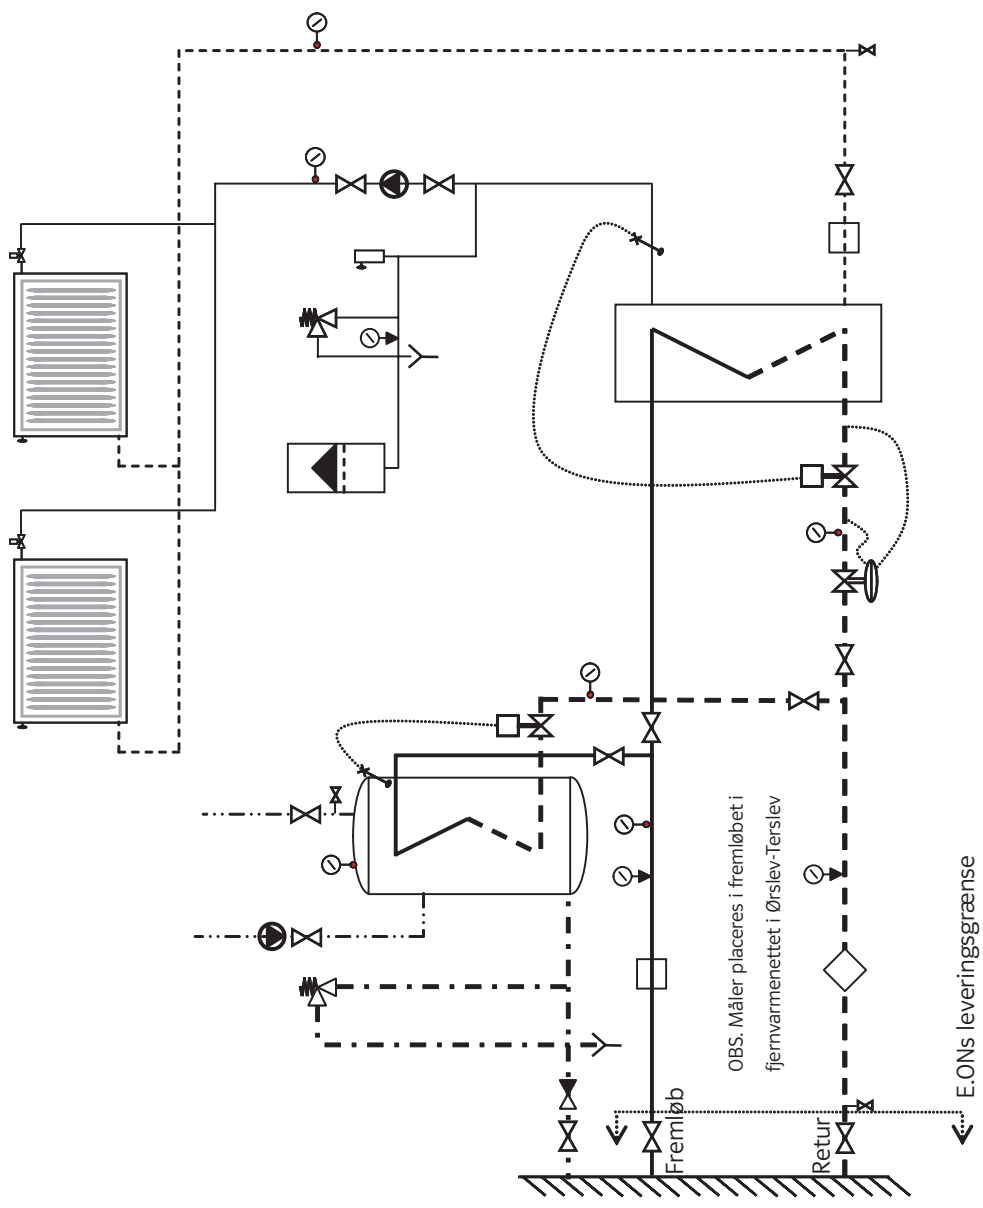 OBS. Måler placeres i fremløbet i
fjernvarmenettet i Ørslev-Terslev
E.ONs leveringsgrænse
Fremløb
Retur